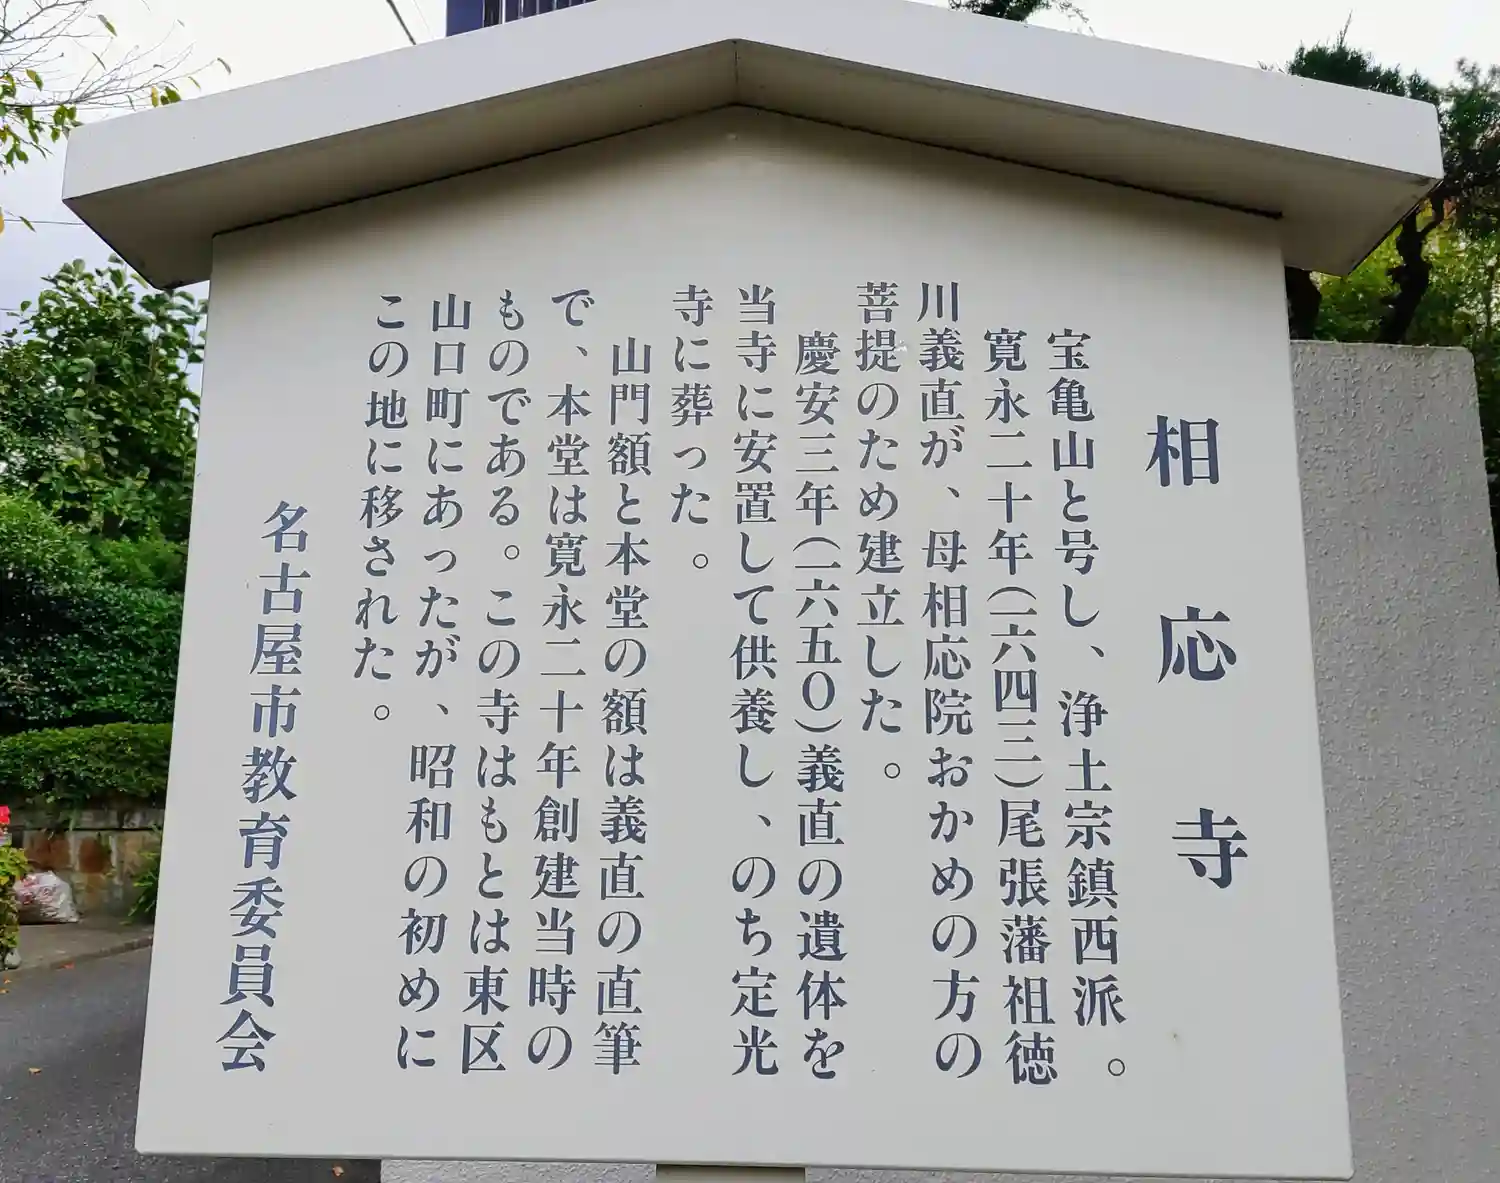 相応寺
宝亀山と号し、浄土宗鎮西派。
寛永二十年(一六四三)尾張藩祖徳
川義直が、母相応院おかめの方の
菩提のため建立した。
慶安三年(一六五〇)義直の遺体を
当寺に安置して供養し、のち定光
寺に葬った。
山門額と本堂の額は義直の直筆
で、本堂は寛永二十年創建当時の
ものである。この寺はもとは東区
山口町にあったが、昭和の初めに
この地に移された。
名古屋市教育委員会